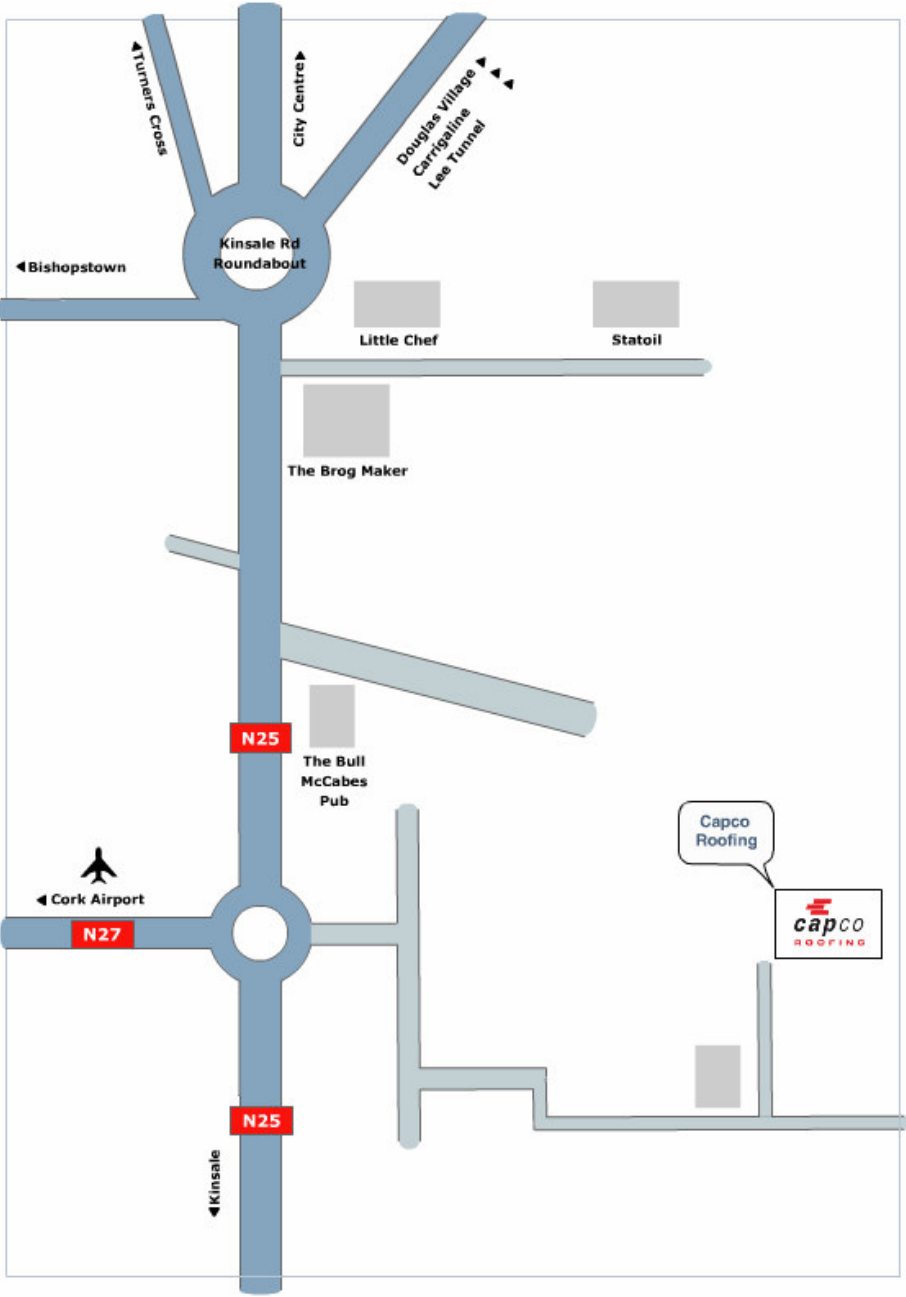 Turners Cross
City Centre
Douglas Village
Carrigaline
Lee Tunnel
Kinsale Rd
Roundabout
Bishopstown
Little Chef
Statoil
The Brog Maker
N25
The Bull
McCabes
Pub
Capco
Roofing
Cork Airport
N27
capco
ROOFING
N25
Kinsale